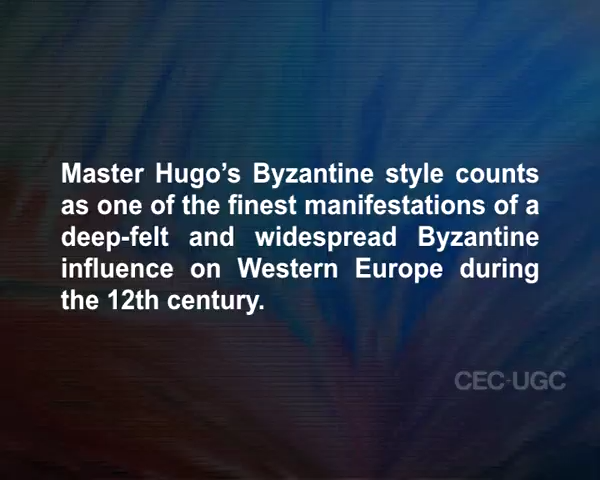 Master Hugo’s Byzantine style counts
as one of the finest manifestations of a
deep-felt and widespread Byzantine
influence on Western Europe during
the 12th century.
CEC-UGC